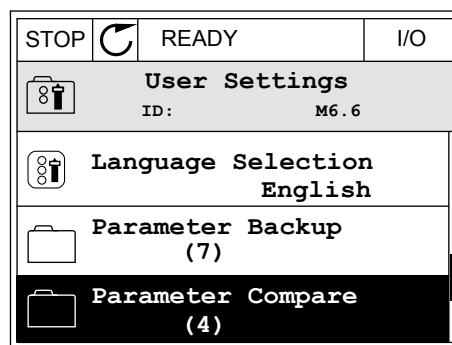 STOP READY I/O
User Settings
ID: M6.6
Language Selection
English
Parameter Backup
(7)
Parameter Compare
(4)